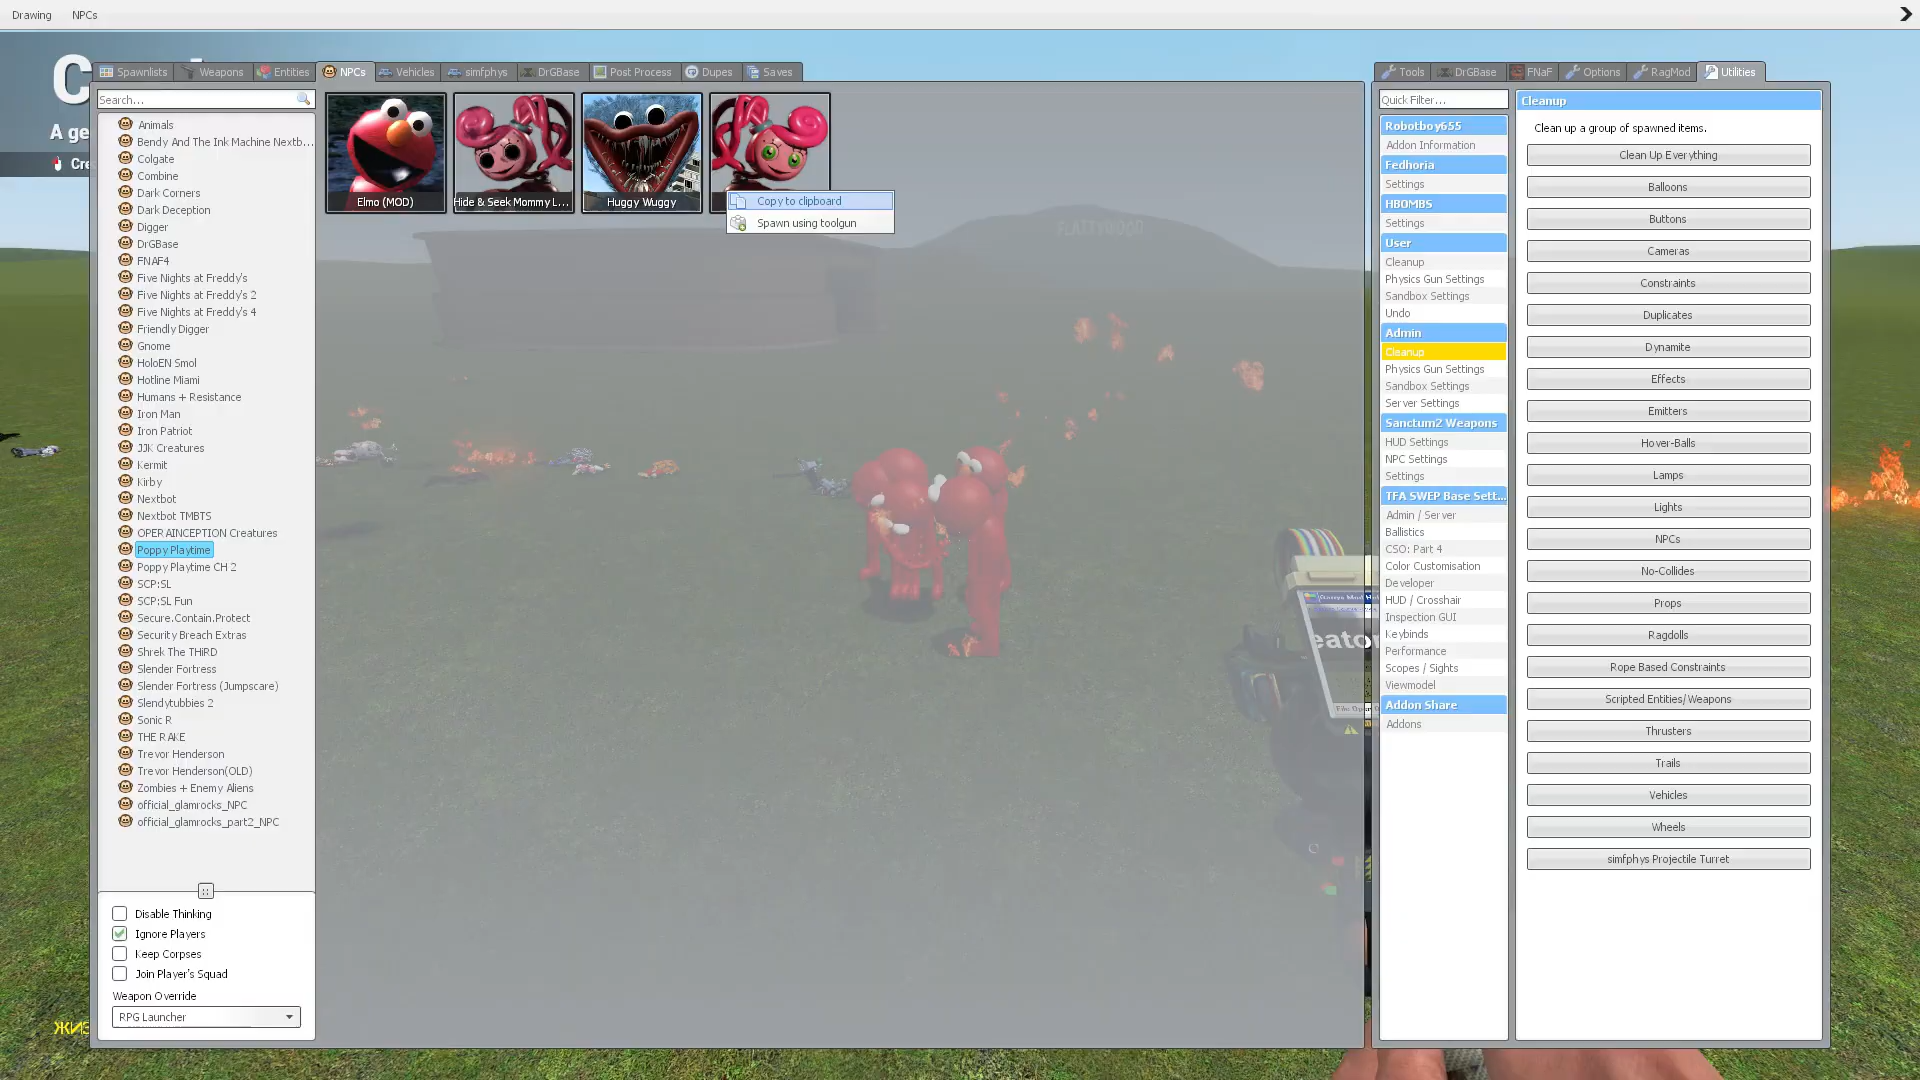 Drawing NPCs
C
A ge
Cre
Spawnlists Weapons Entities NPCs Vehicles simfphys DrGBase Post Process Dupes Saves
Search...
Animals
Bendy And The Ink Machine Nextb...
Colgate
Combine
Dark Corners
Dark Deception
Digger
DrGBase
FNAF4
Five Nights at Freddy's
Five Nights at Freddy's 2
Five Nights at Freddy's 4
Friendly Digger
Gnome
HoloEN Smol
Hotline Miami
Humans + Resistance
Iron Man
Iron Patriot
JJK Creatures
Kermit
Kirby
Nextbot
Nextbot TMBTS
OPERAINCEPTION Creatures
Poppy Playtime
Poppy Playtime CH 2
SCP:SL
SCP:SL Fun
Secure.Contain.Protect
Security Breach Extras
Shrek The THiRD
Slender Fortress
Slender Fortress (Jumpscare)
Slendytubbies 2
Sonic R
THE RAKE
Trevor Henderson
Trevor Henderson(OLD)
Zombies + Enemy Aliens
official_glamrocks_NPC
official_glamrocks_part2_NPC
Disable Thinking
Ignore Players
Keep Corpses
Join Player's Squad
Weapon Override
RPG Launcher
ЖИЗ
Elmo (MOD)
Hide & Seek Mommy L...
Huggy Wuggy
Copy to clipboard
Spawn using toolgun
FLATTYWOOD
eator
Tools DrGBase FNaF Options RagMod Utilities
Quick Filter...
Robotboy655
Addon Information
Fedhoria
Settings
HBOMBS
Settings
User
Cleanup
Physics Gun Settings
Sandbox Settings
Undo
Admin
Cleanup
Physics Gun Settings
Sandbox Settings
Server Settings
Sanctum2 Weapons
HUD Settings
NPC Settings
Settings
TFA SWEP Base Sett...
Admin / Server
Ballistics
CSO: Part 4
Color Customisation
Developer
HUD / Crosshair
Inspection GUI
Keybinds
Performance
Scopes / Sights
Viewmodel
Addon Share
Addons
Cleanup
Clean up a group of spawned items.
Clean Up Everything
Balloons
Buttons
Cameras
Constraints
Duplicates
Dynamite
Effects
Emitters
Hover-Balls
Lamps
Lights
NPCs
No-Collides
Props
Ragdolls
Rope Based Constraints
Scripted Entities/Weapons
Thrusters
Trails
Vehicles
Wheels
simfphys Projectile Turret